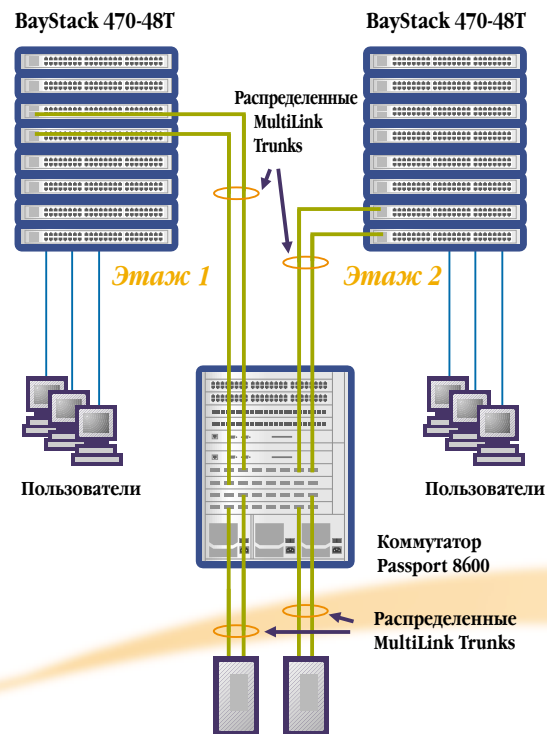 BayStack 470-48T
BayStack 470-48T
Распределенные
MultiLink
Trunks
Этаж 1
Этаж 2
Пользователи
Пользователи
Коммутатор
Passport 8600
Распределенные
MultiLink Trunks